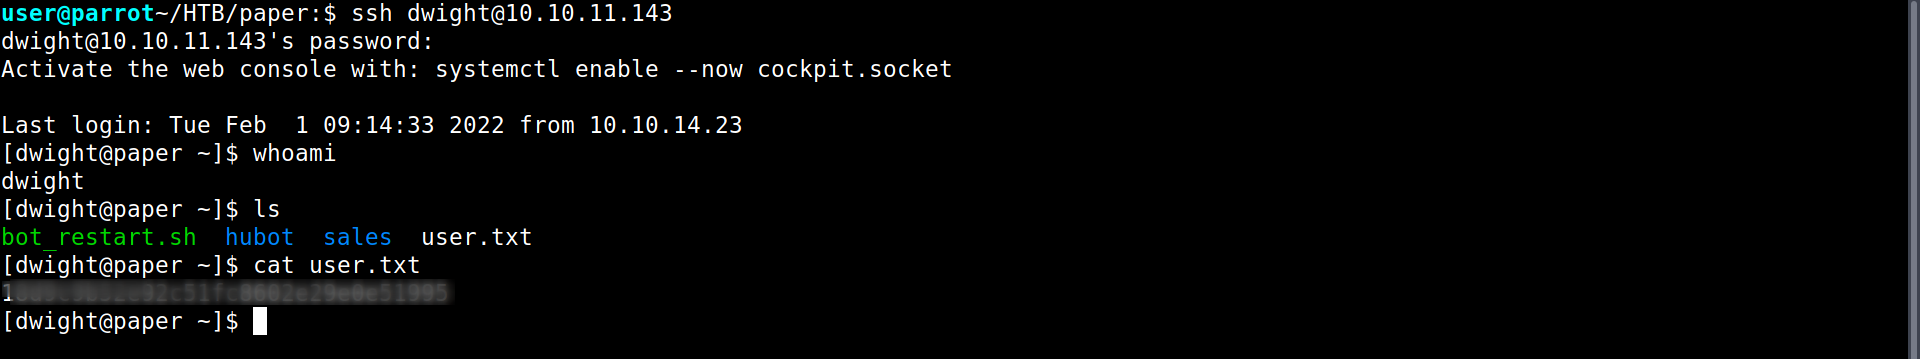 user@parrot~/HTB/paper:$ ssh dwight@10.10.11.143
dwight@10.10.11.143's password:
Activate the web console with: systemctl enable --now cockpit.socket
Last login: Tue Feb  1 09:14:33 2022 from 10.10.14.23
[dwight@paper ~]$ whoami
dwight
[dwight@paper ~]$ ls
bot_restart.sh  hubot  sales  user.txt
[dwight@paper ~]$ cat user.txt
[dwight@paper ~]$